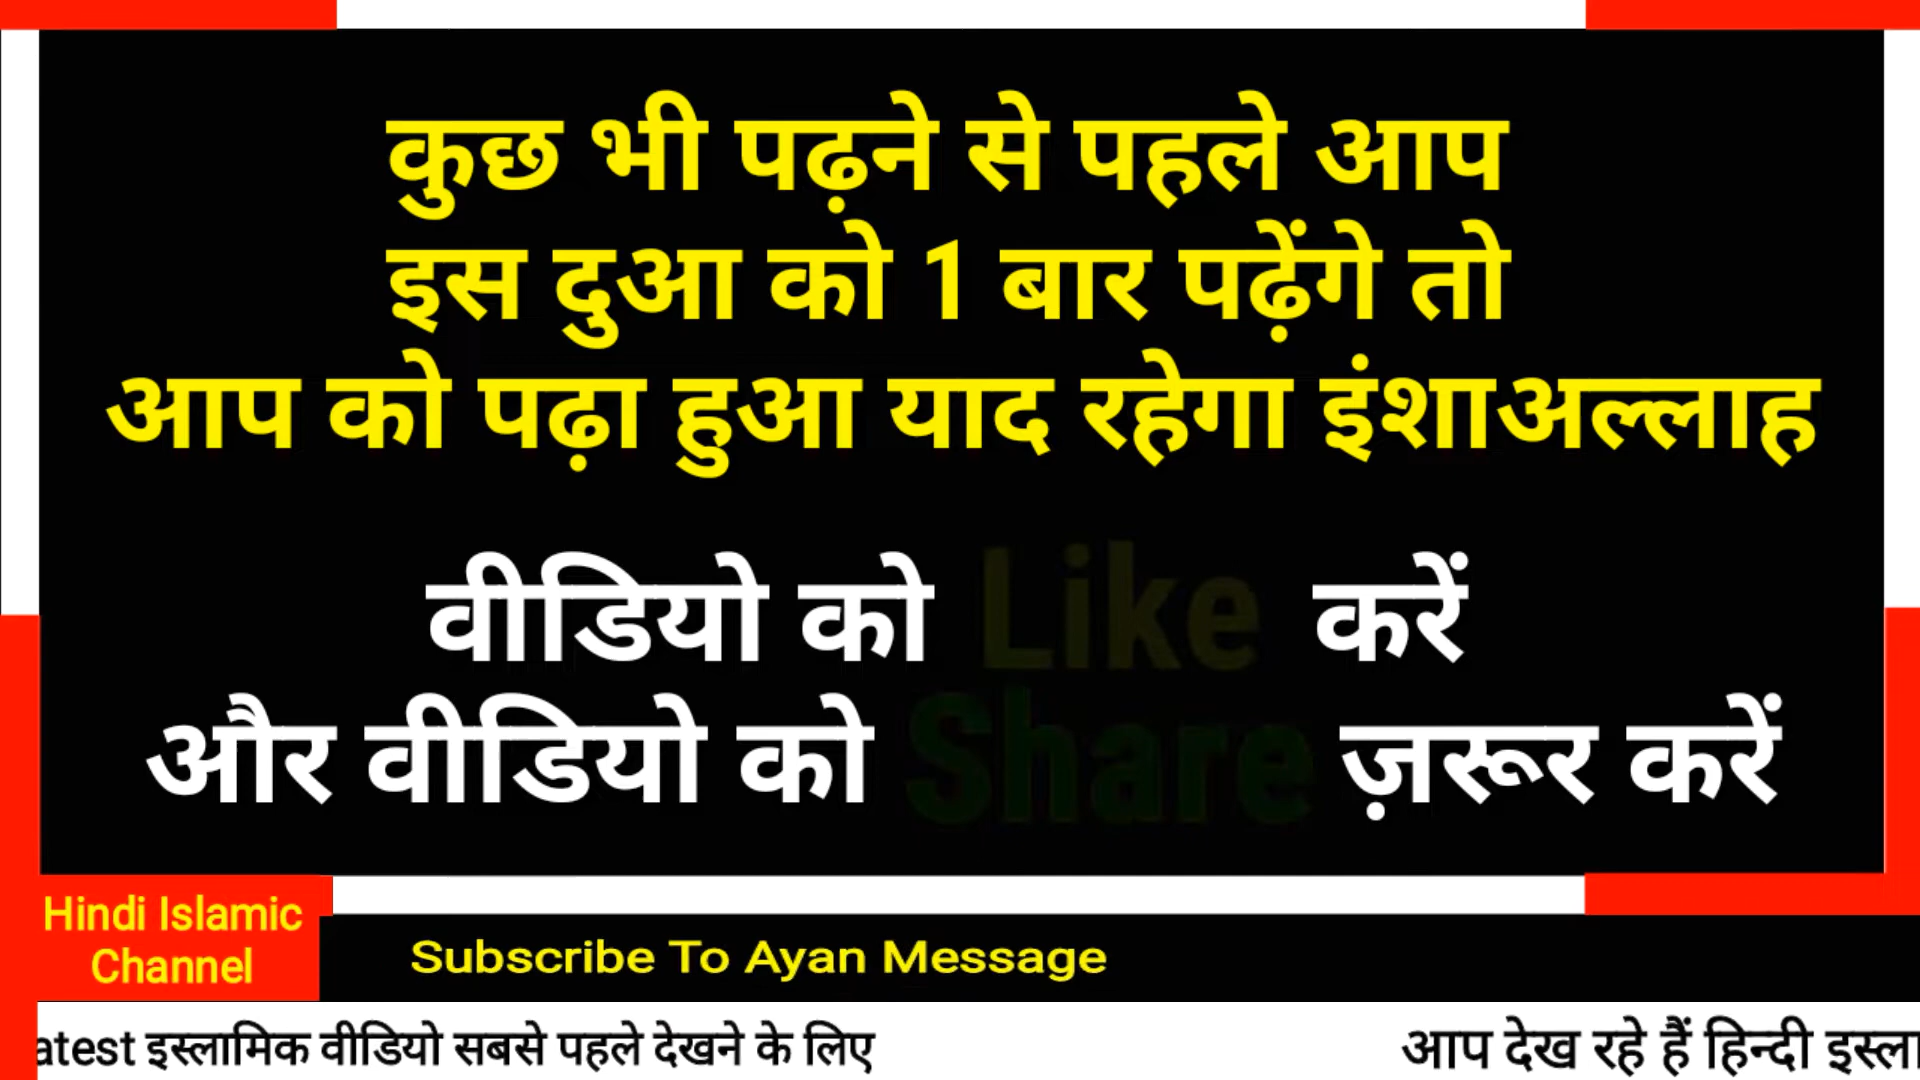 कुछ भी पढ़ने से पहले आप
इस दुआ को 1 बार पढ़ेंगे तो
आप को पढ़ा हुआ याद रहेगा इंशाअल्लाह
वीडियो को Like करें
और वीडियो को Share ज़रूर करें
Hindi Islamic
Channel
Subscribe To Ayan Message
atest इस्लामिक वीडियो सबसे पहले देखने के लिए
आप देख रहे हैं हिन्दी इस्ला